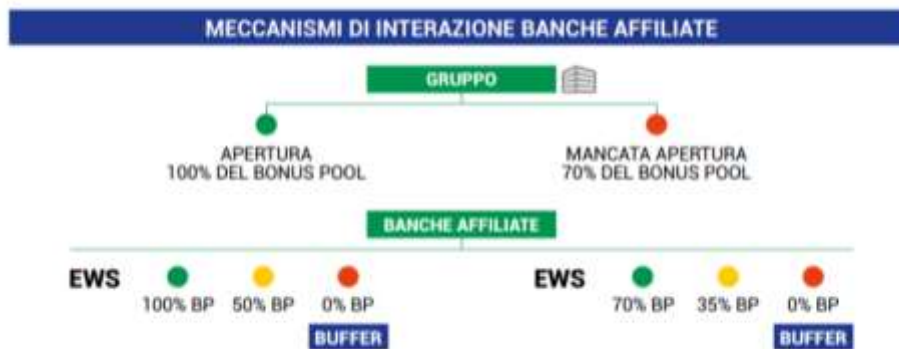 MECCANISMI DI INTERAZIONE BANCHE AFFILIATE
GRUPPO
APERTURA
100% DEL BONUS POOL
MANCATA APERTURA
70% DEL BONUS POOL
BANCHE AFFILIATE
EWS
100% BP
50% BP
0% BP
BUFFER
EWS
70% BP
35% BP
0% BP
BUFFER